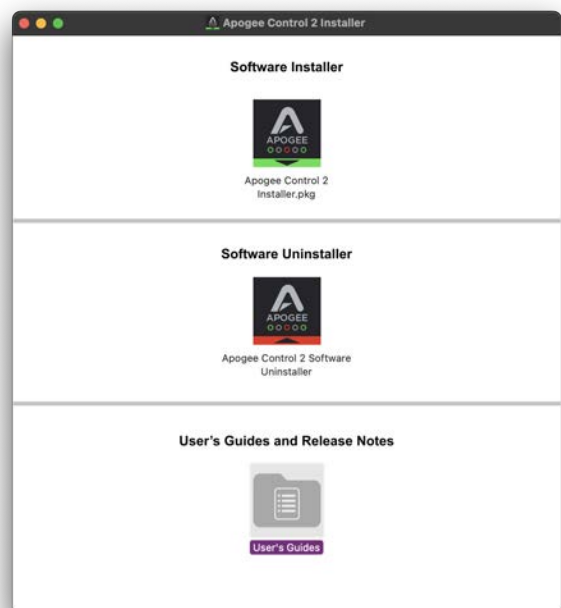 Apogee Control 2 Installer
Software Installer
APOGEE
Apogee Control 2
Installer.pkg
Software Uninstaller
APOGEE
Apogee Control 2 Software
Uninstaller
User’s Guides and Release Notes
User's Guides